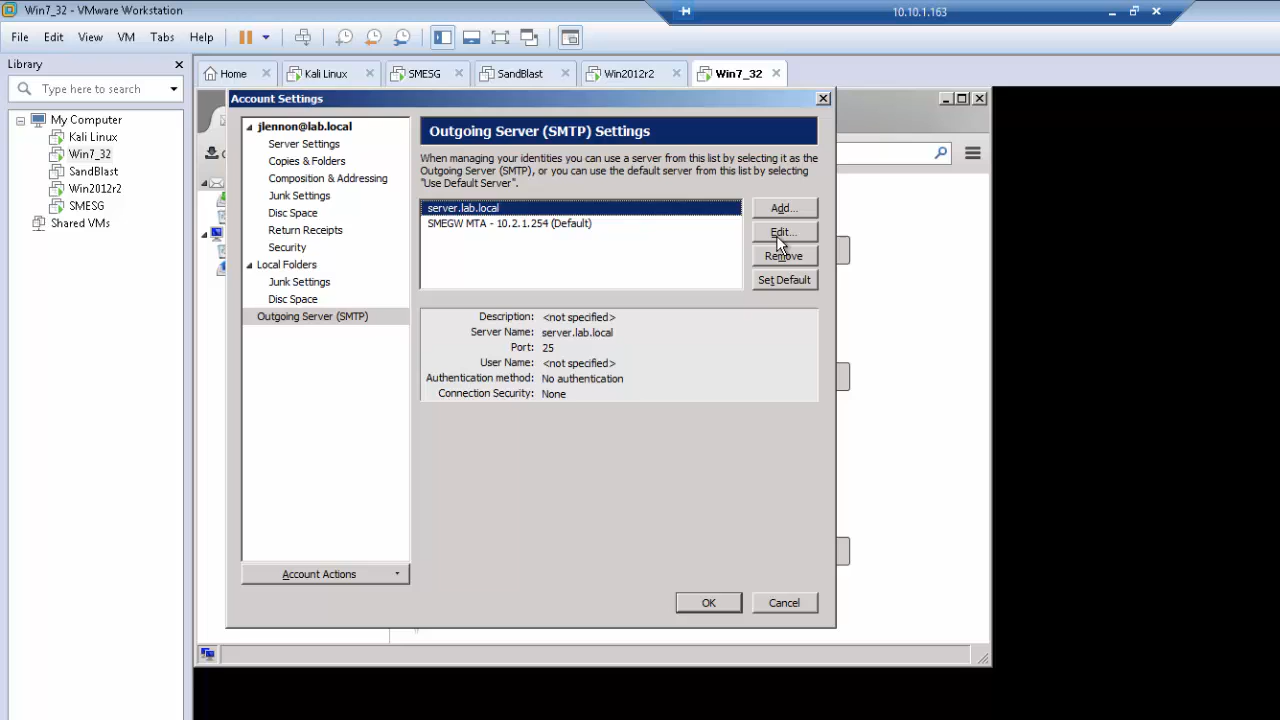 Win7_32 - VMware Workstation
10.10.1.163
File Edit View VM Tabs Help
Library
Type here to search
My Computer
Kali Linux
Win7_32
SandBlast
Win2012r2
SMESG
Shared VMs
Home
Kali Linux
SMESG
SandBlast
Win2012r2
Win7_32
Account Settings
jlennon@lab.local
Server Settings
Copies & Folders
Composition & Addressing
Junk Settings
Disc Space
Return Receipts
Security
Local Folders
Junk Settings
Disc Space
Outgoing Server (SMTP)
Account Actions
Outgoing Server (SMTP) Settings
When managing your identities you can use a server from this list by selecting it as the
Outgoing Server (SMTP), or you can use the default server from this list by selecting
"Use Default Server".
server.lab.local
SMEGW MTA - 10.2.1.254 (Default)
Add...
Edit...
Remove
Set Default
Description: <not specified>
Server Name: server.lab.local
Port: 25
User Name: <not specified>
Authentication method: No authentication
Connection Security: None
OK
Cancel